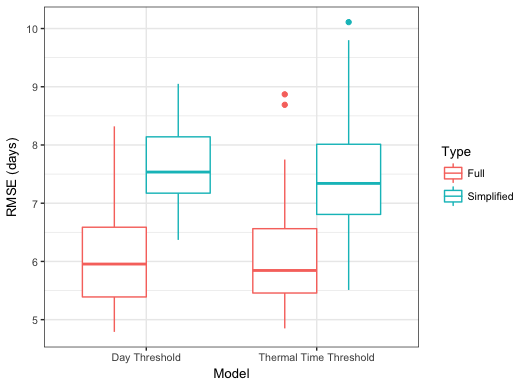 10
9
8
7
6
5
RMSE (days)
Day Threshold
Thermal Time Threshold
Model
Type
Full
Simplified